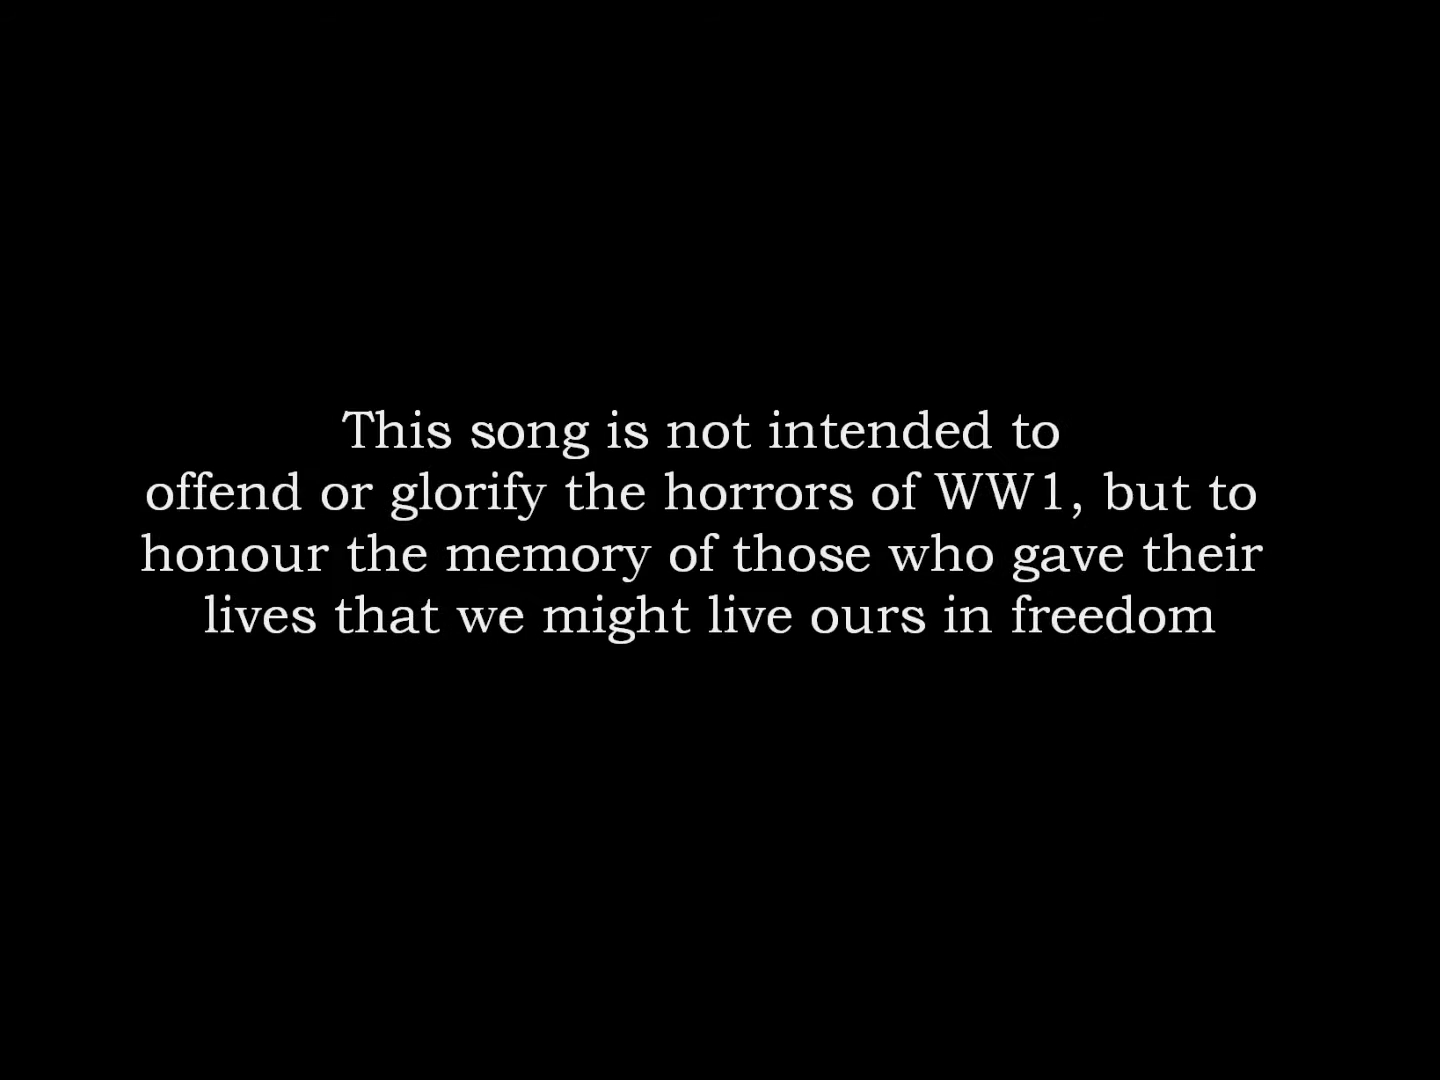 This song is not intended to
offend or glorify the horrors of WW1, but to
honour the memory of those who gave their
lives that we might live ours in freedom